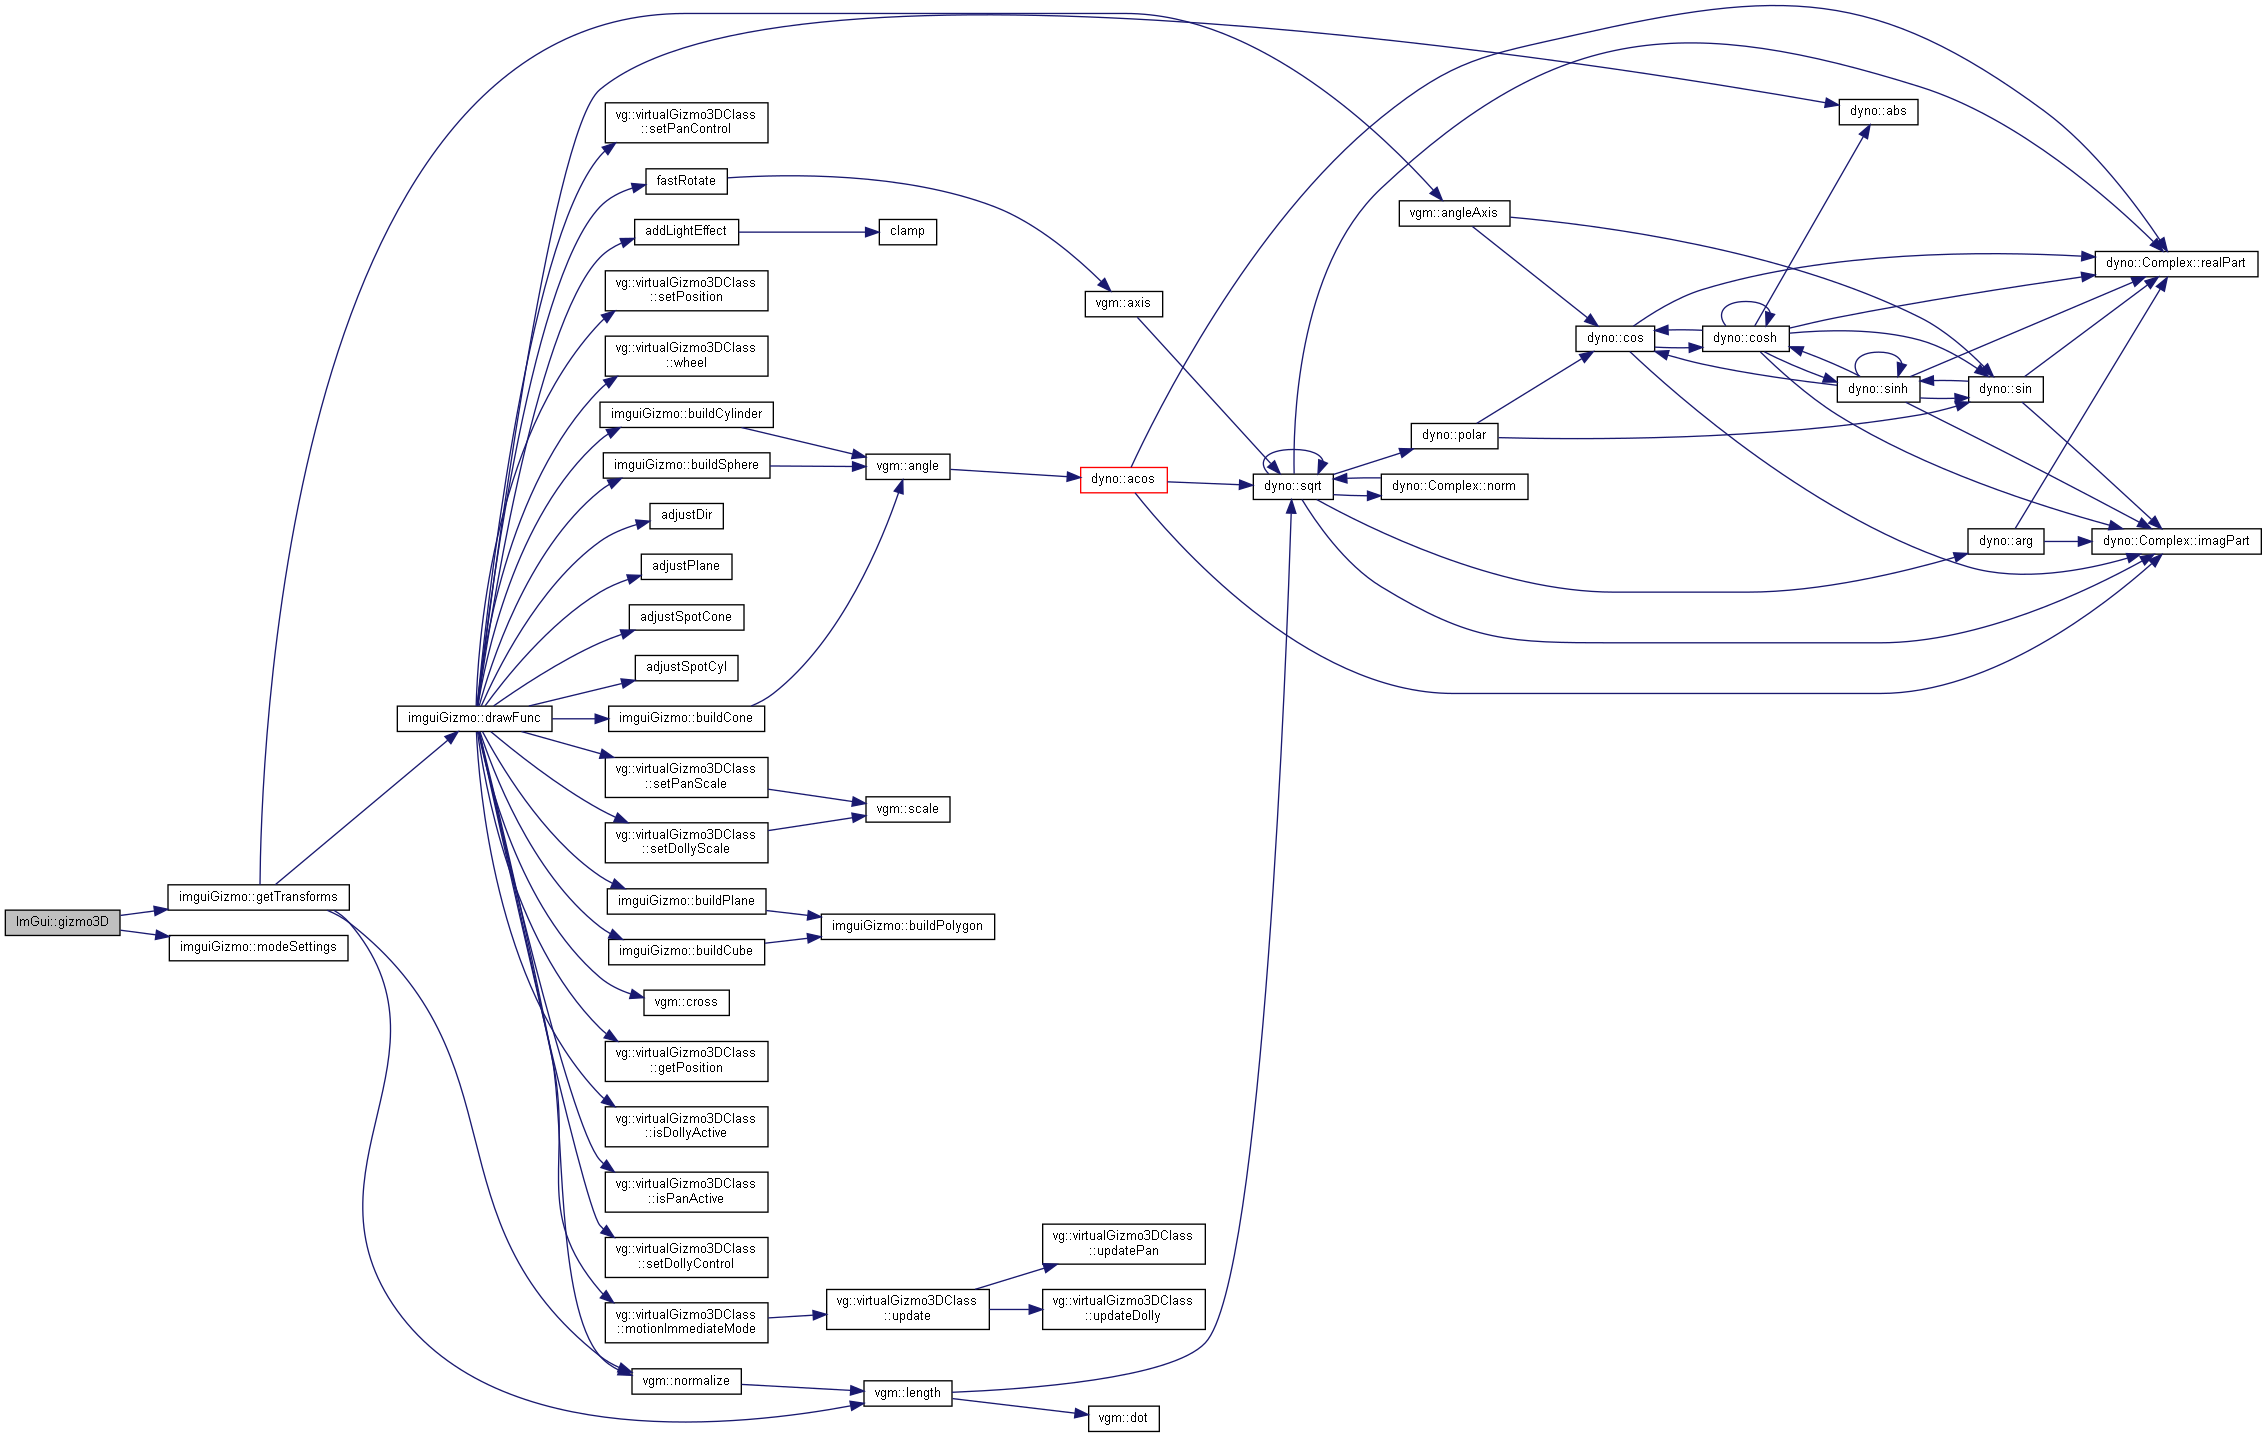 ImGui::gizmo3D
imguiGizmo::getTransforms
imguiGizmo::modeSettings
imguiGizmo::drawFunc
vg::virtualGizmo3DClass
::setPanControl
fastRotate
addLightEffect
vg::virtualGizmo3DClass
::setPosition
vg::virtualGizmo3DClass
::wheel
imguiGizmo::buildCylinder
imguiGizmo::buildSphere
adjustDir
adjustPlane
adjustSpotCone
adjustSpotCyl
imguiGizmo::buildCone
vg::virtualGizmo3DClass
::setPanScale
vg::virtualGizmo3DClass
::setDollyScale
imguiGizmo::buildPlane
imguiGizmo::buildCube
vgm::cross
vg::virtualGizmo3DClass
::getPosition
vg::virtualGizmo3DClass
::isDollyActive
vg::virtualGizmo3DClass
::isPanActive
vg::virtualGizmo3DClass
::setDollyControl
vg::virtualGizmo3DClass
::motionImmediateMode
vgm::normalize
clamp
vgm::angle
vgm::scale
imguiGizmo::buildPolygon
vg::virtualGizmo3DClass
::update
vgm::length
vgm::axis
dyno::acos
vg::virtualGizmo3DClass
::updatePan
vg::virtualGizmo3DClass
::updateDolly
vgm::dot
dyno::sqrt
vgm::angleAxis
dyno::polar
dyno::Complex::norm
dyno::cos
dyno::cosh
dyno::abs
dyno::sinh
dyno::sin
dyno::arg
dyno::Complex::realPart
dyno::Complex::imagPart